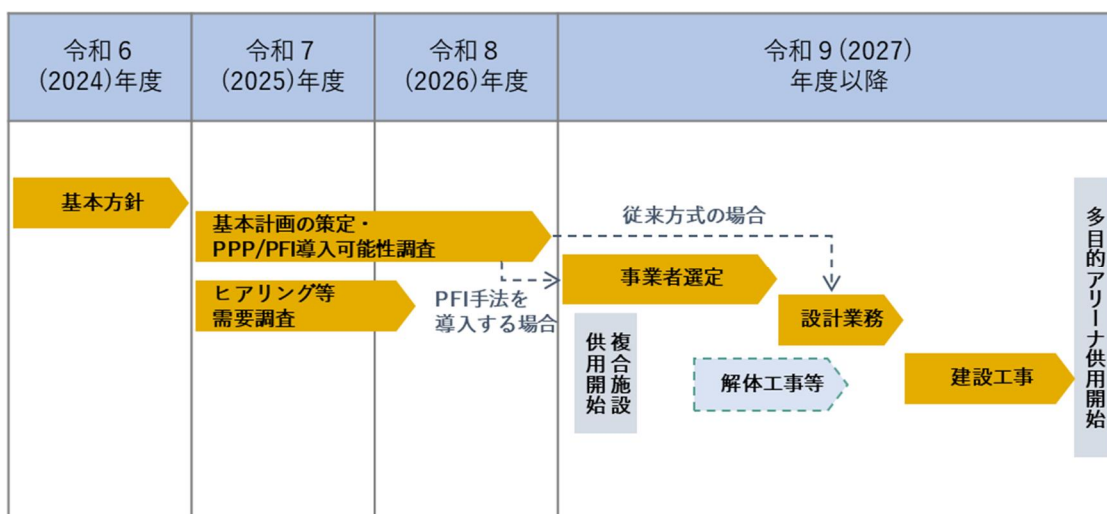 令和６
(2024)年度
令和７
(2025)年度
令和８
(2026)年度
令和９(2027)
年度以降
基本方針
基本計画の策定・
PPP/PFI導入可能性調査
ヒアリング等
需要調査
従来方式の場合
PFI手法を
導入する場合
事業者選定
設計業務
複合施設
供用開始
解体工事等
建設工事
多目的アリーナ供用開始